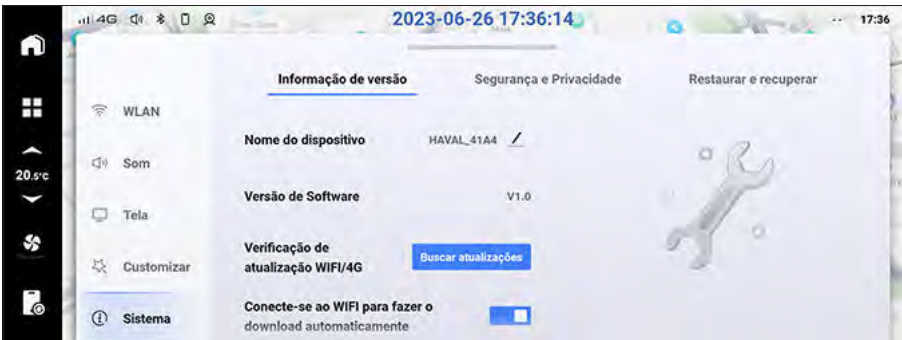 4G
2023-06-26 17:36:14
17:36
Informação de versão
Segurança e Privacidade
Restaurar e recuperar
WLAN
Nome do dispositivo
HAVAL_41A4
20.5°C
Som
Versão de Software
V1.0
Tela
Verificação de
atualização WIFI/4G
Buscar atualizações
Customizar
Conecte-se ao WIFI para fazer o
download automaticamente
Sistema